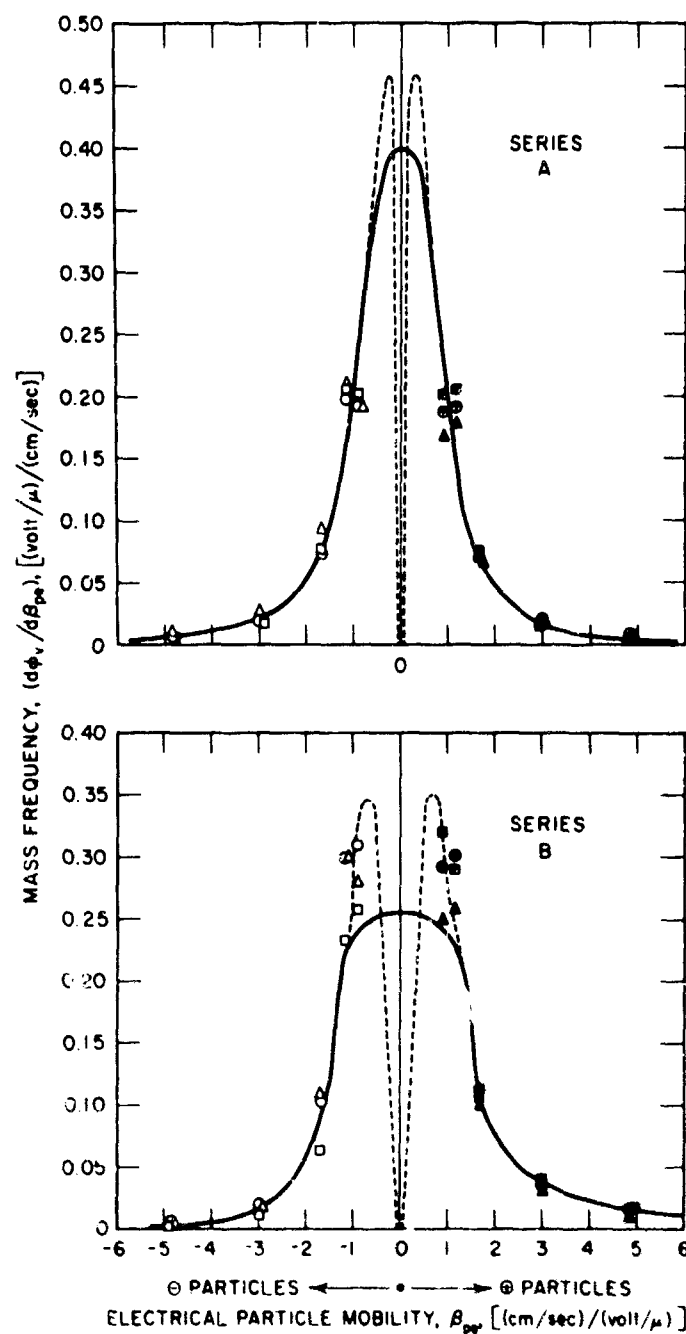 MASS FREQUENCY, (dϕᵥ/dβₚₑ), [(volt/μ)/(cm/sec)]
0.50
0.45
0.40
0.35
0.30
0.25
0.20
0.15
0.10
0.05
0
SERIES
A
0
0.40
0.35
0.30
0.25
0.20
0.15
0.10
0.05
0
SERIES
B
-6 -5 -4 -3 -2 -1 0 1 2 3 4 5 6
⊖ PARTICLES ⊕ PARTICLES
ELECTRICAL PARTICLE MOBILITY, βₚₑ, [(cm/sec)/(volt/μ)]